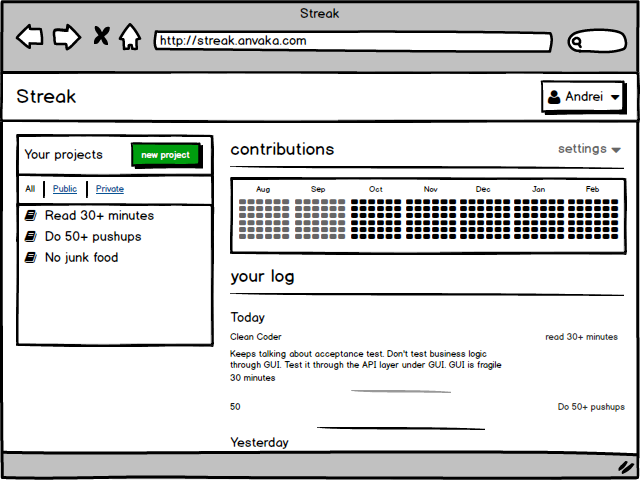 Streak
http://streak.anvaka.com
Streak
Andrei
Your projects
new project
All
Public
Private
Read 30+ minutes
Do 50+ pushups
No junk food
contributions
settings
Aug Sep Oct Nov Dec Jan Feb
your log
Today
Clean Coder
read 30+ minutes
Keeps talking about acceptance test. Don't test business logic
through GUI. Test it through the API layer under GUI. GUI is fragile
30 minutes
50
Do 50+ pushups
Yesterday